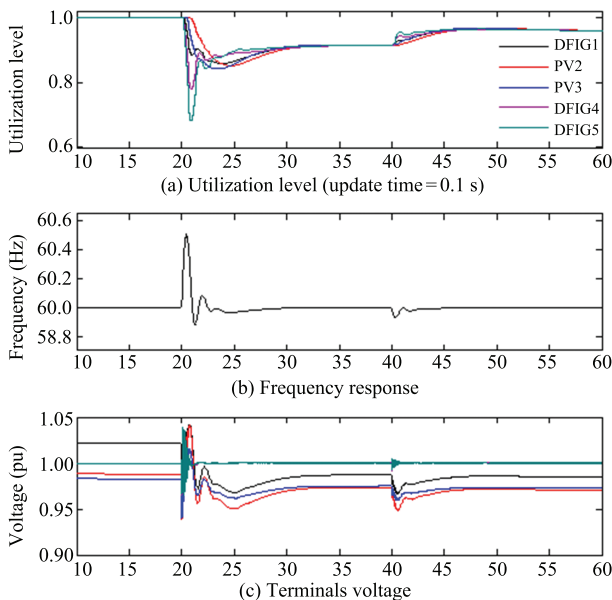 1.0
0.8
0.6
Utilization level
DFIG1
PV2
PV3
DFIG4
DFIG5
10 15 20 25 30 35 40 45 50 55 60
(a) Utilization level (update time = 0.1 s)
60.6
60.4
60.2
60.0
58.8
Frequency (Hz)
10 15 20 25 30 35 40 45 50 55 60
(b) Frequency response
1.05
1.00
0.95
0.90
Voltage (pu)
10 15 20 25 30 35 40 45 50 55 60
(c) Terminals voltage